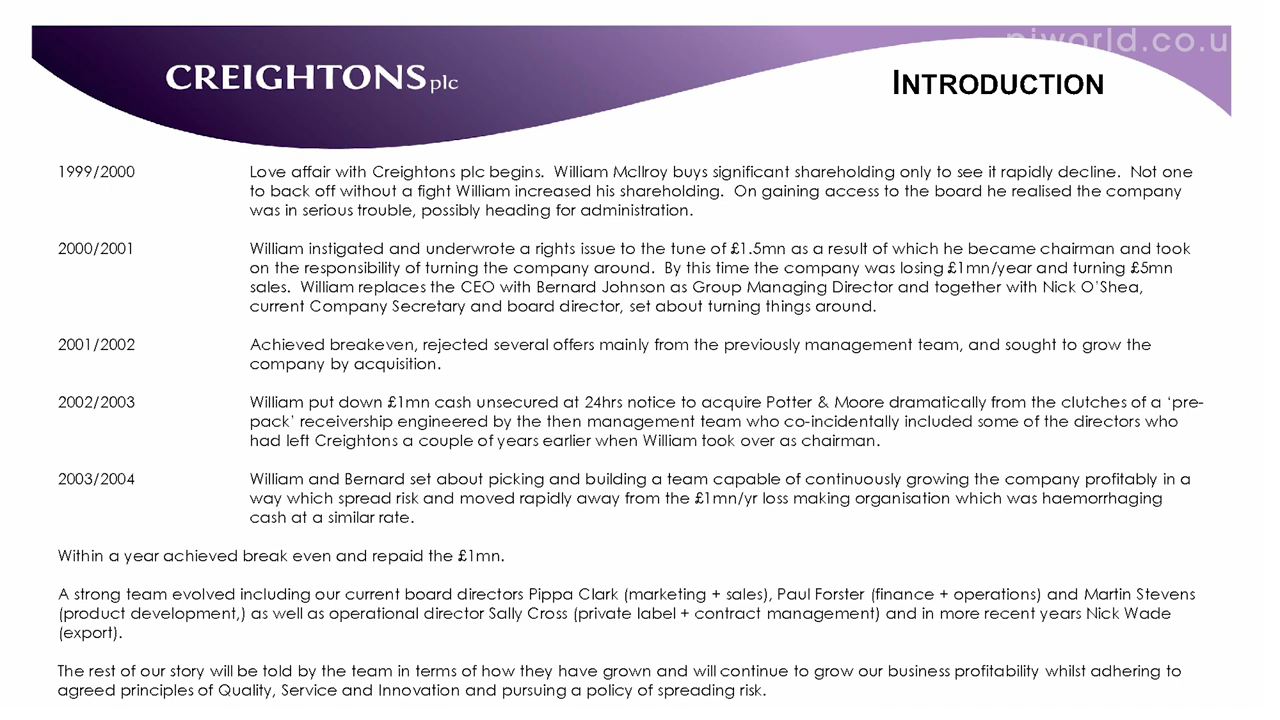 piworld.co.u
CREIGHTONS plc
INTRODUCTION
1999/2000 Love affair with Creightons plc begins. William McIlroy buys significant shareholding only to see it rapidly decline. Not one
to back off without a fight William increased his shareholding. On gaining access to the board he realised the company
was in serious trouble, possibly heading for administration.
2000/2001 William instigated and underwrote a rights issue to the tune of £1.5mn as a result of which he became chairman and took
on the responsibility of turning the company around. By this time the company was losing £1mn/year and turning £5mn
sales. William replaces the CEO with Bernard Johnson as Group Managing Director and together with Nick O'Shea,
current Company Secretary and board director, set about turning things around.
2001/2002 Achieved breakeven, rejected several offers mainly from the previously management team, and sought to grow the
company by acquisition.
2002/2003 William put down £1mn cash unsecured at 24hrs notice to acquire Potter & Moore dramatically from the clutches of a 'pre-
pack' receivership engineered by the then management team who co-incidentally included some of the directors who
had left Creightons a couple of years earlier when William took over as chairman.
2003/2004 William and Bernard set about picking and building a team capable of continuously growing the company profitably in a
way which spread risk and moved rapidly away from the £1mn/yr loss making organisation which was haemorrhaging
cash at a similar rate.
Within a year achieved break even and repaid the £1mn.
A strong team evolved including our current board directors Pippa Clark (marketing + sales), Paul Forster (finance + operations) and Martin Stevens
(product development,) as well as operational director Sally Cross (private label + contract management) and in more recent years Nick Wade
(export).
The rest of our story will be told by the team in terms of how they have grown and will continue to grow our business profitability whilst adhering to
agreed principles of Quality, Service and Innovation and pursuing a policy of spreading risk.